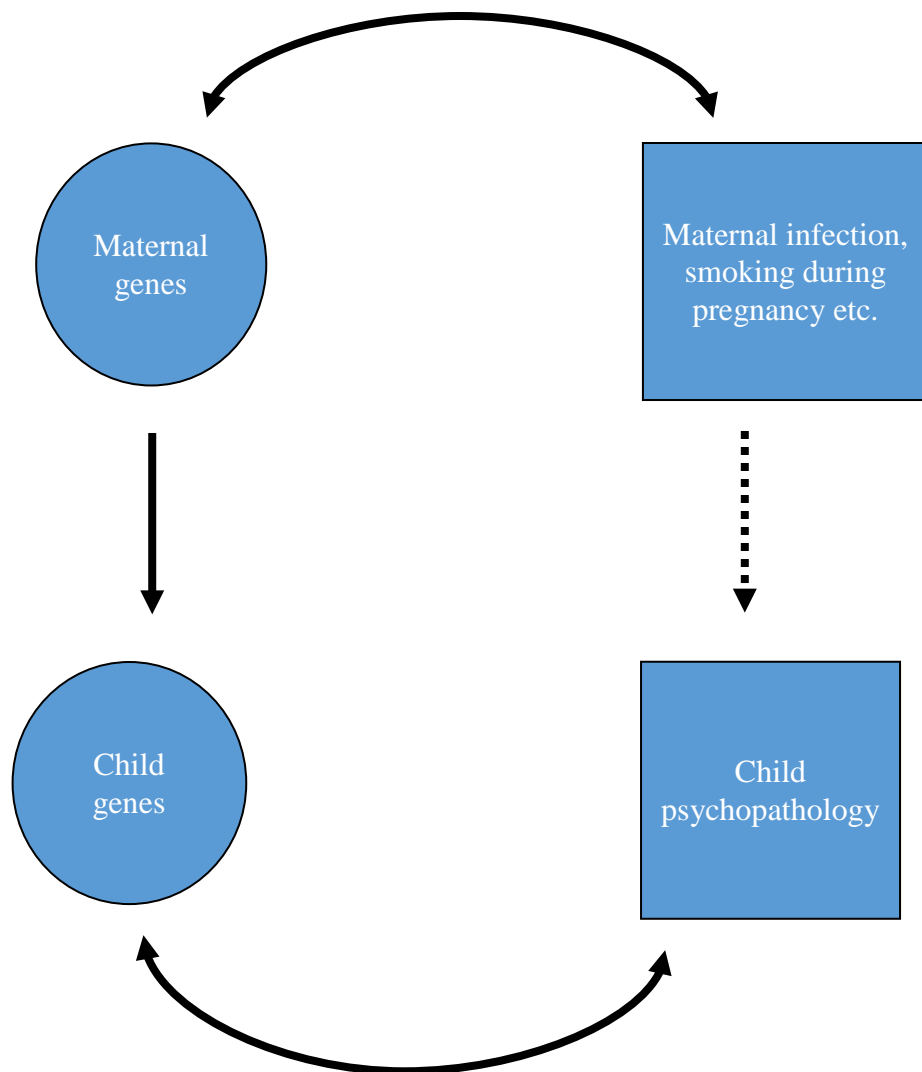 Maternal
genes
Maternal infection,
smoking during
pregnancy etc.
Child
genes
Child
psychopathology